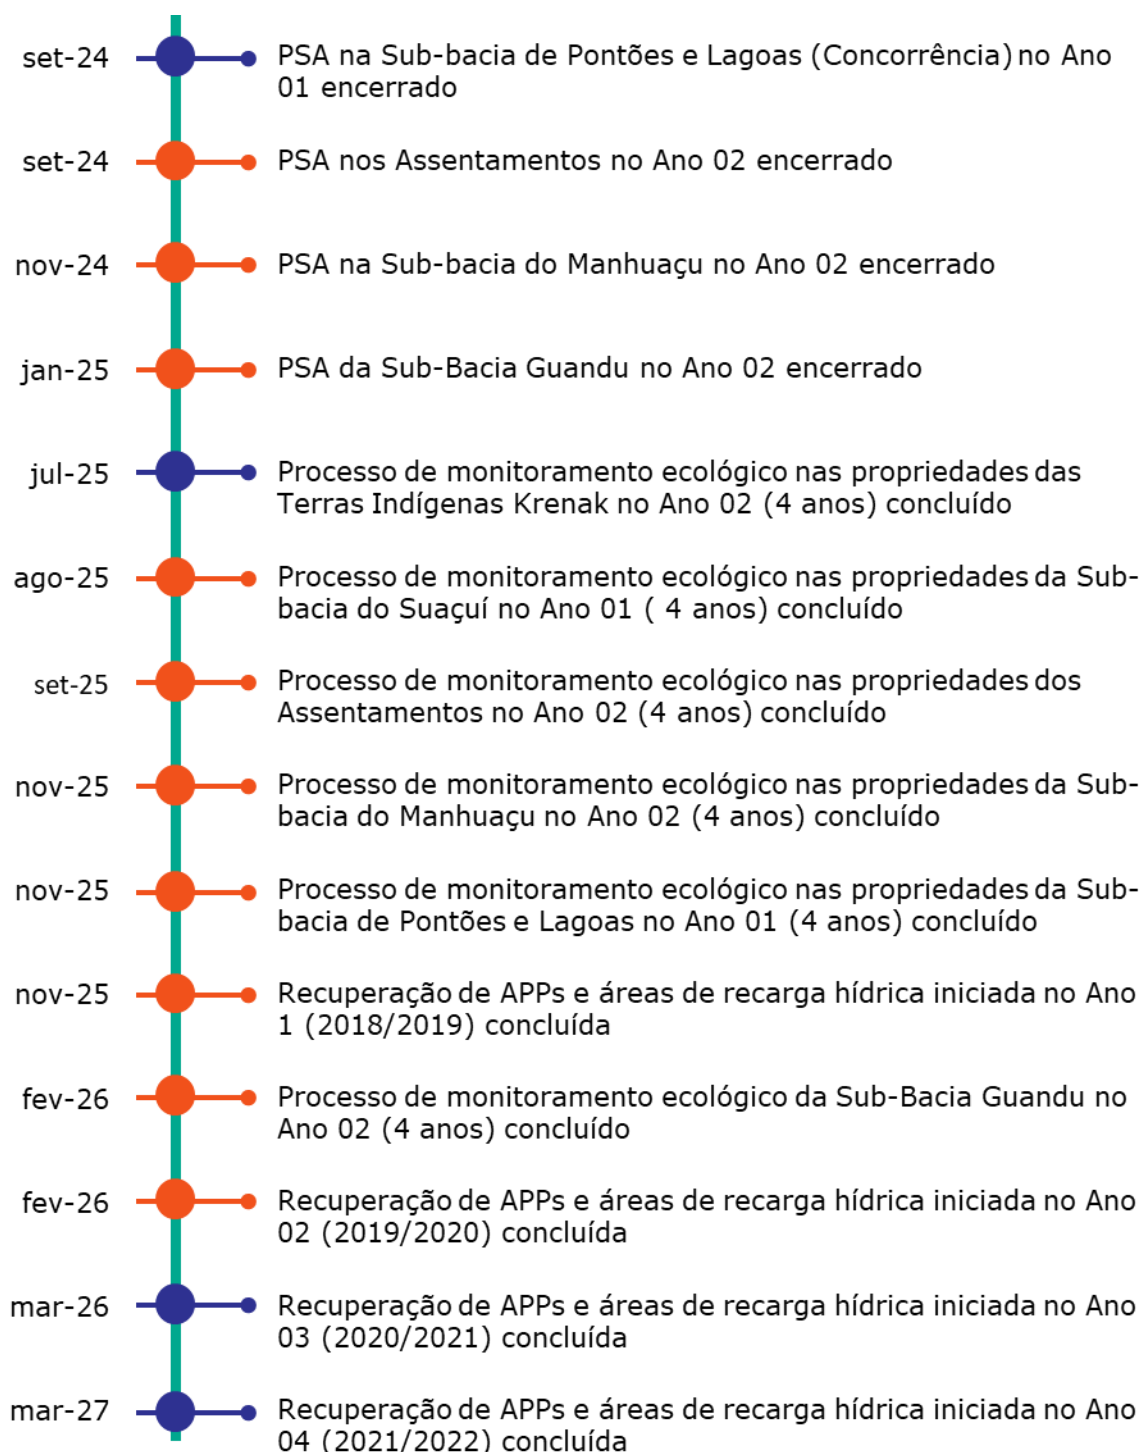 set-24 PSA na Sub-bacia de Pontões e Lagoas (Concorrência) no Ano
01 encerrado
set-24 PSA nos Assentamentos no Ano 02 encerrado
nov-24 PSA na Sub-bacia do Manhuaçu no Ano 02 encerrado
jan-25 PSA da Sub-Bacia Guandu no Ano 02 encerrado
jul-25 Processo de monitoramento ecológico nas propriedades das
Terras Indígenas Krenak no Ano 02 (4 anos) concluído
ago-25 Processo de monitoramento ecológico nas propriedades da Sub-
bacia do Suaçuí no Ano 01 ( 4 anos) concluído
set-25 Processo de monitoramento ecológico nas propriedades dos
Assentamentos no Ano 02 (4 anos) concluído
nov-25 Processo de monitoramento ecológico nas propriedades da Sub-
bacia do Manhuaçu no Ano 02 (4 anos) concluído
nov-25 Processo de monitoramento ecológico nas propriedades da Sub-
bacia de Pontões e Lagoas no Ano 01 (4 anos) concluído
nov-25 Recuperação de APPs e áreas de recarga hídrica iniciada no Ano
1 (2018/2019) concluída
fev-26 Processo de monitoramento ecológico da Sub-Bacia Guandu no
Ano 02 (4 anos) concluído
fev-26 Recuperação de APPs e áreas de recarga hídrica iniciada no Ano
02 (2019/2020) concluída
mar-26 Recuperação de APPs e áreas de recarga hídrica iniciada no Ano
03 (2020/2021) concluída
mar-27 Recuperação de APPs e áreas de recarga hídrica iniciada no Ano
04 (2021/2022) concluída